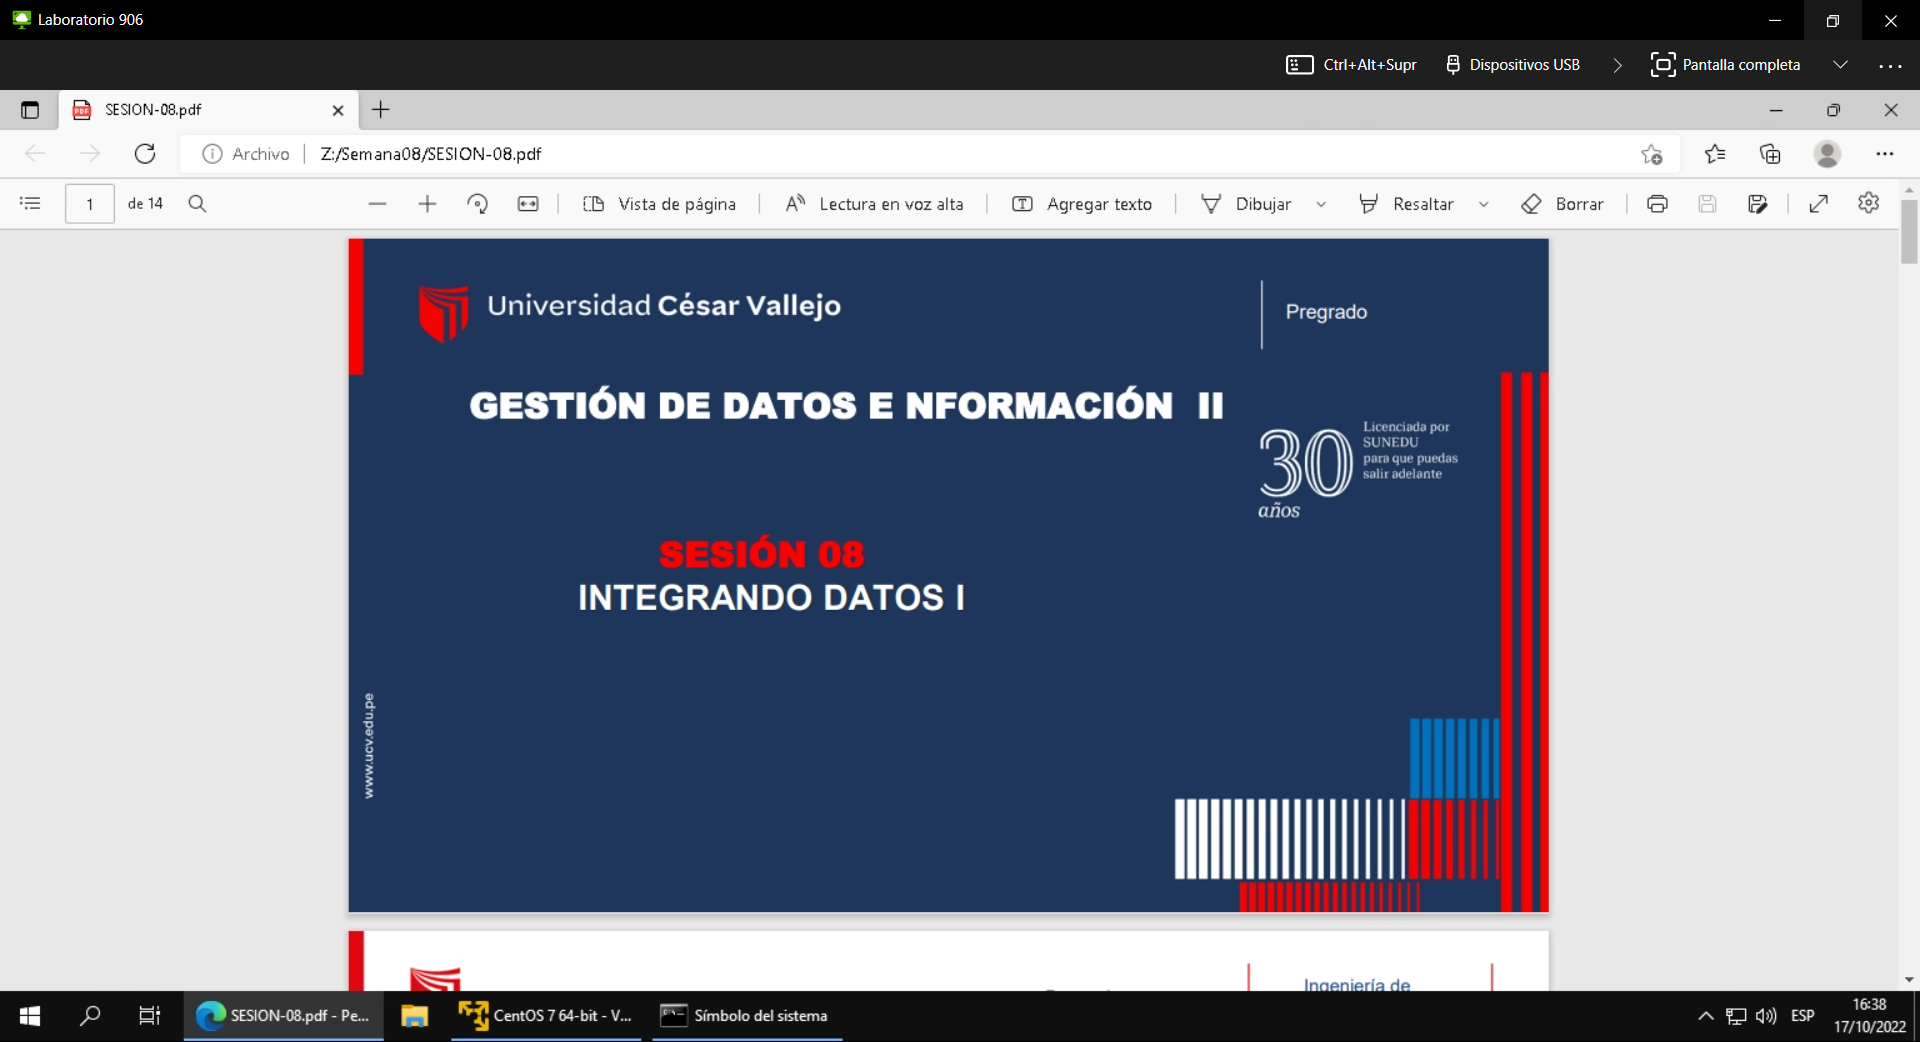 Laboratorio 906
Ctrl+Alt+Supr
Dispositivos USB
Pantalla completa
SESION-08.pdf
Archivo
Z:/Semana08/SESION-08.pdf
1
de 14
Vista de página
A
Lectura en voz alta
T
Agregar texto
Dibujar
Resaltar
Borrar
Universidad César Vallejo
Pregrado
GESTIÓN DE DATOS E NFORMACIÓN II
30
años
Licenciada por
SUNEDU
para que puedas
salir adelante
SESIÓN 08
INTEGRANDO DATOS I
www.ucv.edu.pe
Ingeniería de
SESION-08.pdf - Pe...
CentOS 7 64-bit - V...
Símbolo del sistema
ESP
16:38
17/10/2022